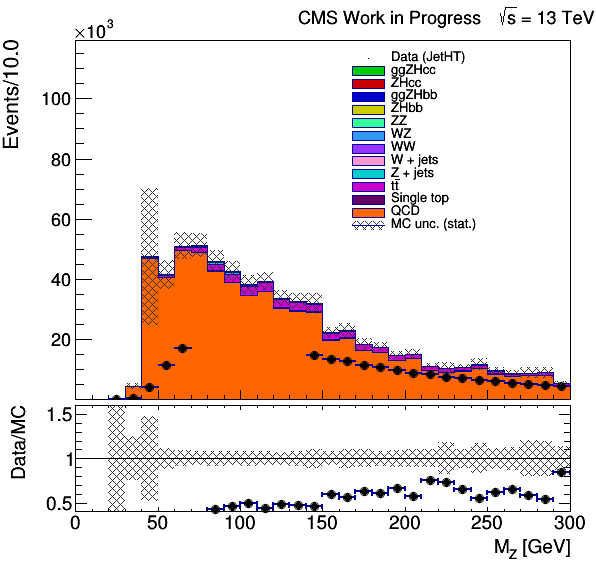 CMS Work in Progress √s = 13 TeV
×10³
Events/10.0
100
80
60
40
20
Data (JetHT)
ggZHcc
ZHcc
ggZHbb
ZHbb
ZZ
WZ
WW
W + jets
Z + jets
tt̄
Single top
QCD
MC unc. (stat.)
Data/MC
1.5
1
0.5
0 50 100 150 200 250 300
M_Z [GeV]